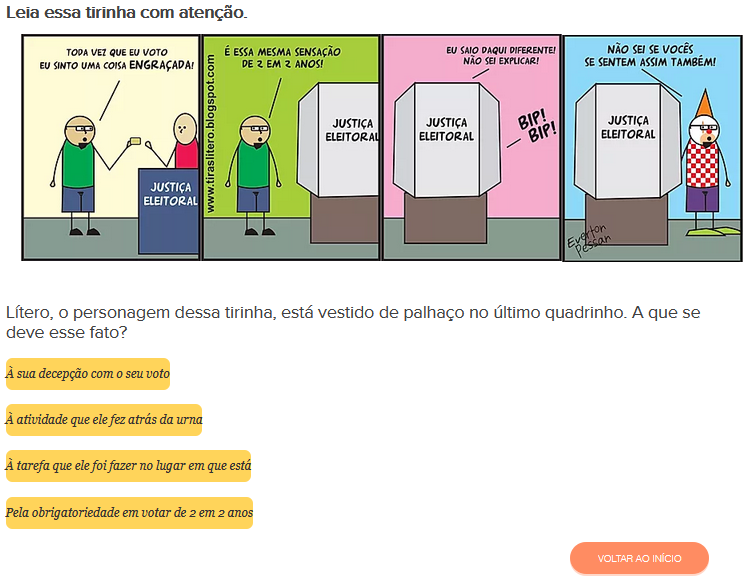 Leia essa tirinha com atenção.
TODA VEZ QUE EU VOTO
EU SINTO UMA COISA ENGRAÇADA!
JUSTIÇA
ELEITORAL
www.tiraslitero.blogspot.com
É ESSA MESMA SENSAÇÃO
DE 2 EM 2 ANOS!
JUSTIÇA
ELEITORAL
EU SAIO DAQUI DIFERENTE!
NÃO SEI EXPLICAR!
JUSTIÇA
ELEITORAL
BIP!
BIP!
NÃO SEI SE VOCÊS
SE SENTEM ASSIM TAMBÉM!
JUSTIÇA
ELEITORAL
Everton
Pessan
Lítero, o personagem dessa tirinha, está vestido de palhaço no último quadrinho. A que se
deve esse fato?
À sua decepção com o seu voto
À atividade que ele fez atrás da urna
À tarefa que ele foi fazer no lugar em que está
Pela obrigatoriedade em votar de 2 em 2 anos
VOLTAR AO INÍCIO